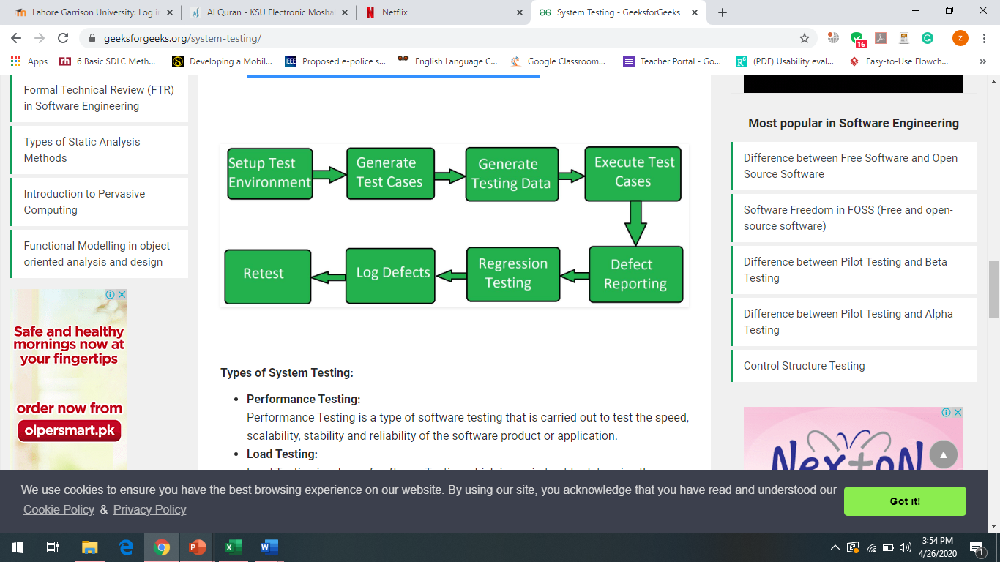 Lahore Garrison University: Log i
Al Quran - KSU Electronic Mosha
Netflix
System Testing - GeeksforGeeks
geeksforgeeks.org/system-testing/
16
z
Apps
rh
6 Basic SDLC Meth...
Developing a Mobil...
IEEE
Proposed e-police s...
English Language C...
Google Classroom...
Teacher Portal - Go...
(PDF) Usability eval...
Easy-to-Use Flowch...
»
Formal Technical Review (FTR)
in Software Engineering
Types of Static Analysis
Methods
Introduction to Pervasive
Computing
Functional Modelling in object
oriented analysis and design
Safe and healthy
mornings now at
your fingertips
order now from
olpersmart.pk
Setup Test
Environment
Generate
Test Cases
Generate
Testing Data
Execute Test
Cases
Defect
Reporting
Regression
Testing
Log Defects
Retest
Types of System Testing:
• Performance Testing:
Performance Testing is a type of software testing that is carried out to test the speed,
scalability, stability and reliability of the software product or application.
• Load Testing:
Most popular in Software Engineering
Difference between Free Software and Open
Source Software
Software Freedom in FOSS (Free and open-
source software)
Difference between Pilot Testing and Beta
Testing
Difference between Pilot Testing and Alpha
Testing
Control Structure Testing
Nexton
We use cookies to ensure you have the best browsing experience on our website. By using our site, you acknowledge that you have read and understood our
Cookie Policy & Privacy Policy
Got it!
3:54 PM
4/26/2020
1